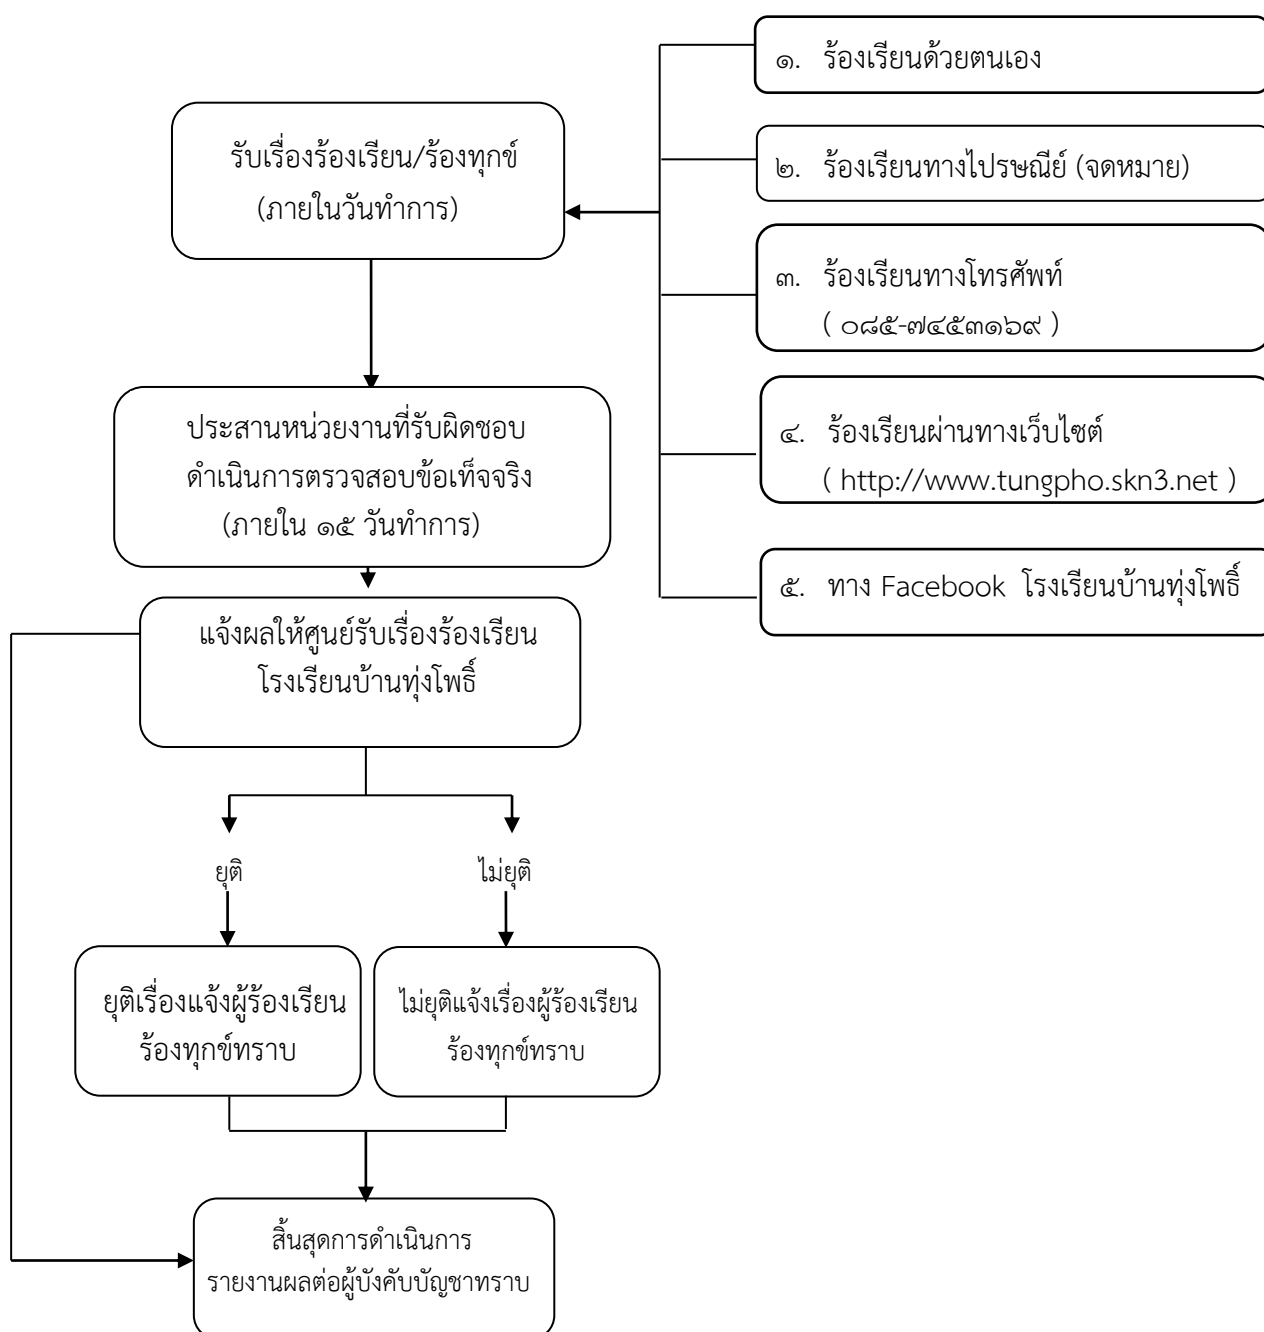 ๑. ร้องเรียนด้วยตนเอง
๒. ร้องเรียนทางไปรษณีย์ (จดหมาย)
๓. ร้องเรียนทางโทรศัพท์
( ๐๘๕-๗๔๕๓๑๖๙ )
๔. ร้องเรียนผ่านทางเว็บไซต์
( http://www.tungpho.skn3.net )
๕. ทาง Facebook โรงเรียนบ้านทุ่งโพธิ์
รับเรื่องร้องเรียน/ร้องทุกข์
(ภายในวันทำการ)
ประสานหน่วยงานที่รับผิดชอบ
ดำเนินการตรวจสอบข้อเท็จจริง
(ภายใน ๑๕ วันทำการ)
แจ้งผลให้ศูนย์รับเรื่องร้องเรียน
โรงเรียนบ้านทุ่งโพธิ์
ยุติ
ไม่ยุติ
ยุติเรื่องแจ้งผู้ร้องเรียน
ร้องทุกข์ทราบ
ไม่ยุติแจ้งเรื่องผู้ร้องเรียน
ร้องทุกข์ทราบ
สิ้นสุดการดำเนินการ
รายงานผลต่อผู้บังคับบัญชาทราบ